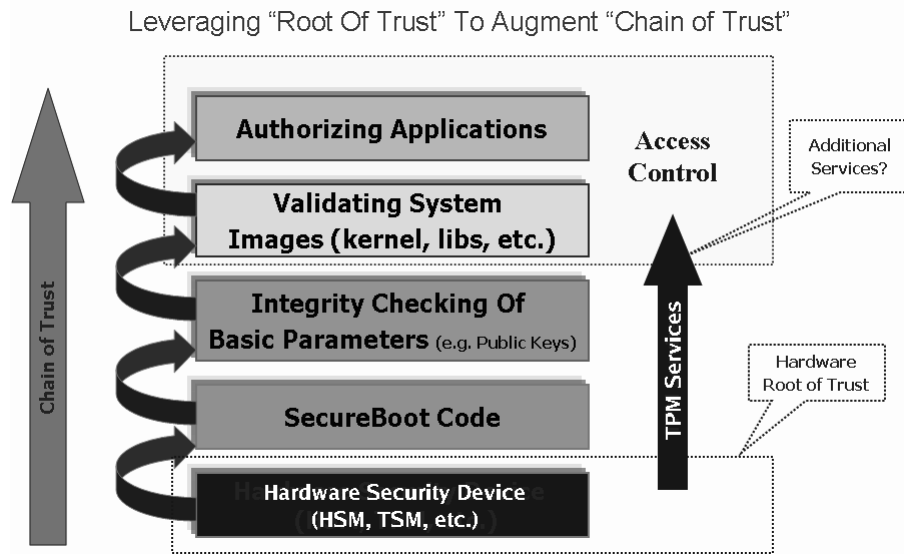 Leveraging “Root Of Trust” To Augment “Chain of Trust”
Authorizing Applications
Access
Control
Additional
Services?
Validating System
Images (kernel, libs, etc.)
Integrity Checking Of
Basic Parameters (e.g. Public Keys)
Chain of Trust
TPM Services
Hardware
Root of Trust
SecureBoot Code
Hardware Security Device
(HSM, TSM, etc.)